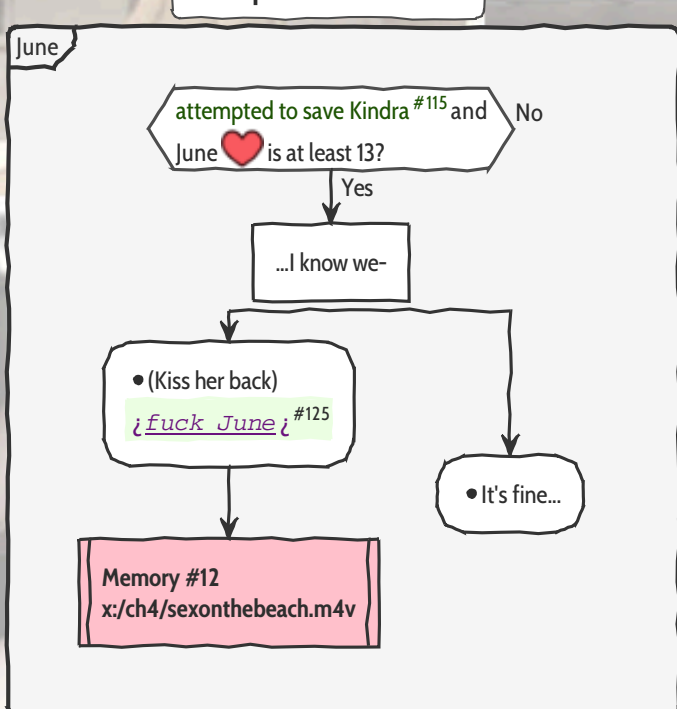 June
attempted to save Kindra #115 and
No
June ❤ is at least 13?
Yes
...I know we-
•(Kiss her back)
¿fuck June¿ #125
•It's fine...
Memory #12
x:/ch4/sexonthebeach.m4v